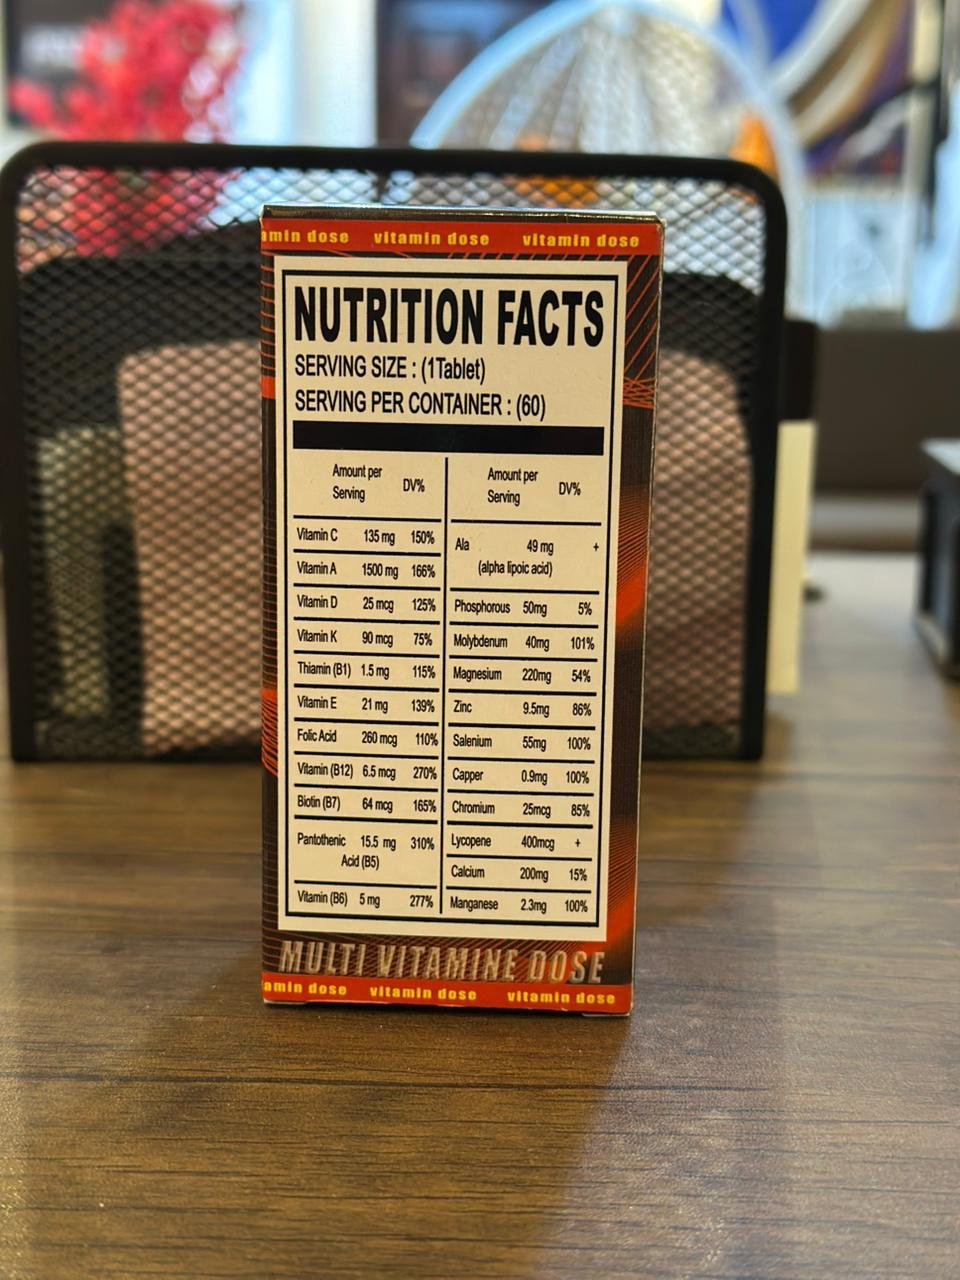 amin dose vitamin dose vitamin dose
NUTRITION FACTS
SERVING SIZE : (1Tablet)
SERVING PER CONTAINER : (60)
Amount per
Serving DV%
Vitamin C 135 mg 150%
Vitamin A 1500 mg 166%
Vitamin D 25 mcg 125%
Vitamin K 90 mcg 75%
Thiamin (B1) 1.5 mg 115%
Vitamin E 21 mg 139%
Folic Acid 260 mcg 110%
Vitamin (B12) 6.5 mcg 270%
Biotin (B7) 64 mcg 165%
Pantothenic 15.5 mg 310%
Acid (B5)
Vitamin (B6) 5 mg 277%
Amount per
Serving DV%
Ala 49 mg +
(alpha lipoic acid)
Phosphorous 50mg 5%
Molybdenum 40mg 101%
Magnesium 220mg 54%
Zinc 9.5mg 86%
Salenium 55mg 100%
Capper 0.9mg 100%
Chromium 25mcg 85%
Lycopene 400mcg +
Calcium 200mg 15%
Manganese 2.3mg 100%
MULTI VITAMINE DOSE
amin dose vitamin dose vitamin dose